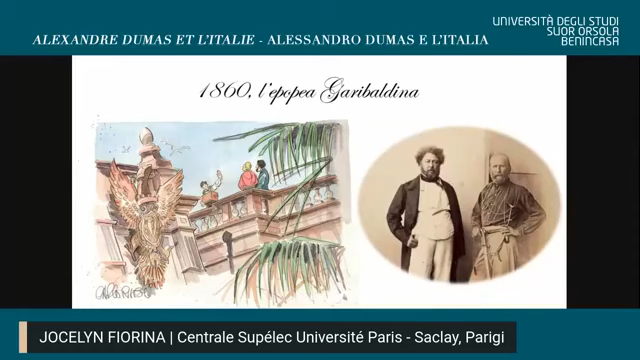 ALEXANDRE DUMAS ET L'ITALIE - ALESSANDRO DUMAS E L'ITALIA
UNIVERSITÀ DEGLI STUDI
SUOR ORSOLA
BENINCASA
1860, l'epopea Garibaldina
JOCELYN FIORINA | Centrale Supélec Université Paris - Saclay, Parigi